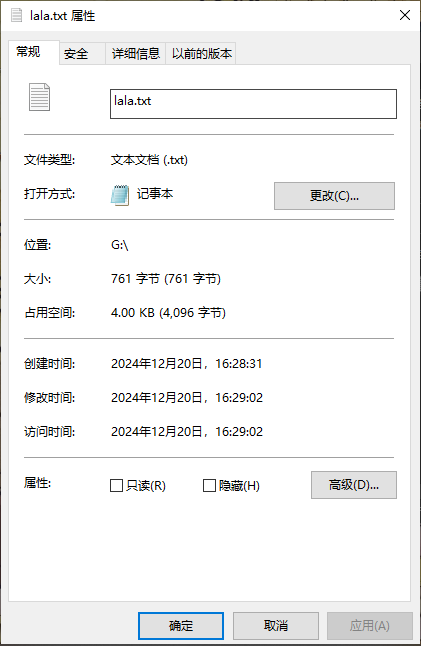 lala.txt 属性
常规 安全 详细信息 以前的版本
lala.txt
文件类型: 文本文档 (.txt)
打开方式: 记事本 更改(C)...
位置: G:\
大小: 761 字节 (761 字节)
占用空间: 4.00 KB (4,096 字节)
创建时间: 2024年12月20日，16:28:31
修改时间: 2024年12月20日，16:29:02
访问时间: 2024年12月20日，16:29:02
属性: 只读(R) 隐藏(H) 高级(D)...
确定 取消 应用(A)